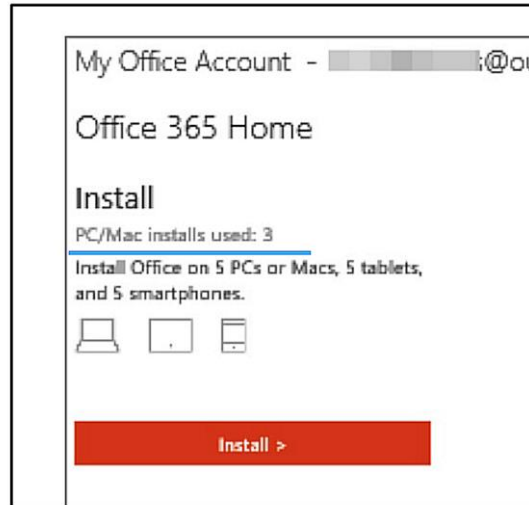 My Office Account - @ou
Office 365 Home
Install
PC/Mac installs used: 3
Install Office on 5 PCs or Macs, 5 tablets,
and 5 smartphones.
Install >